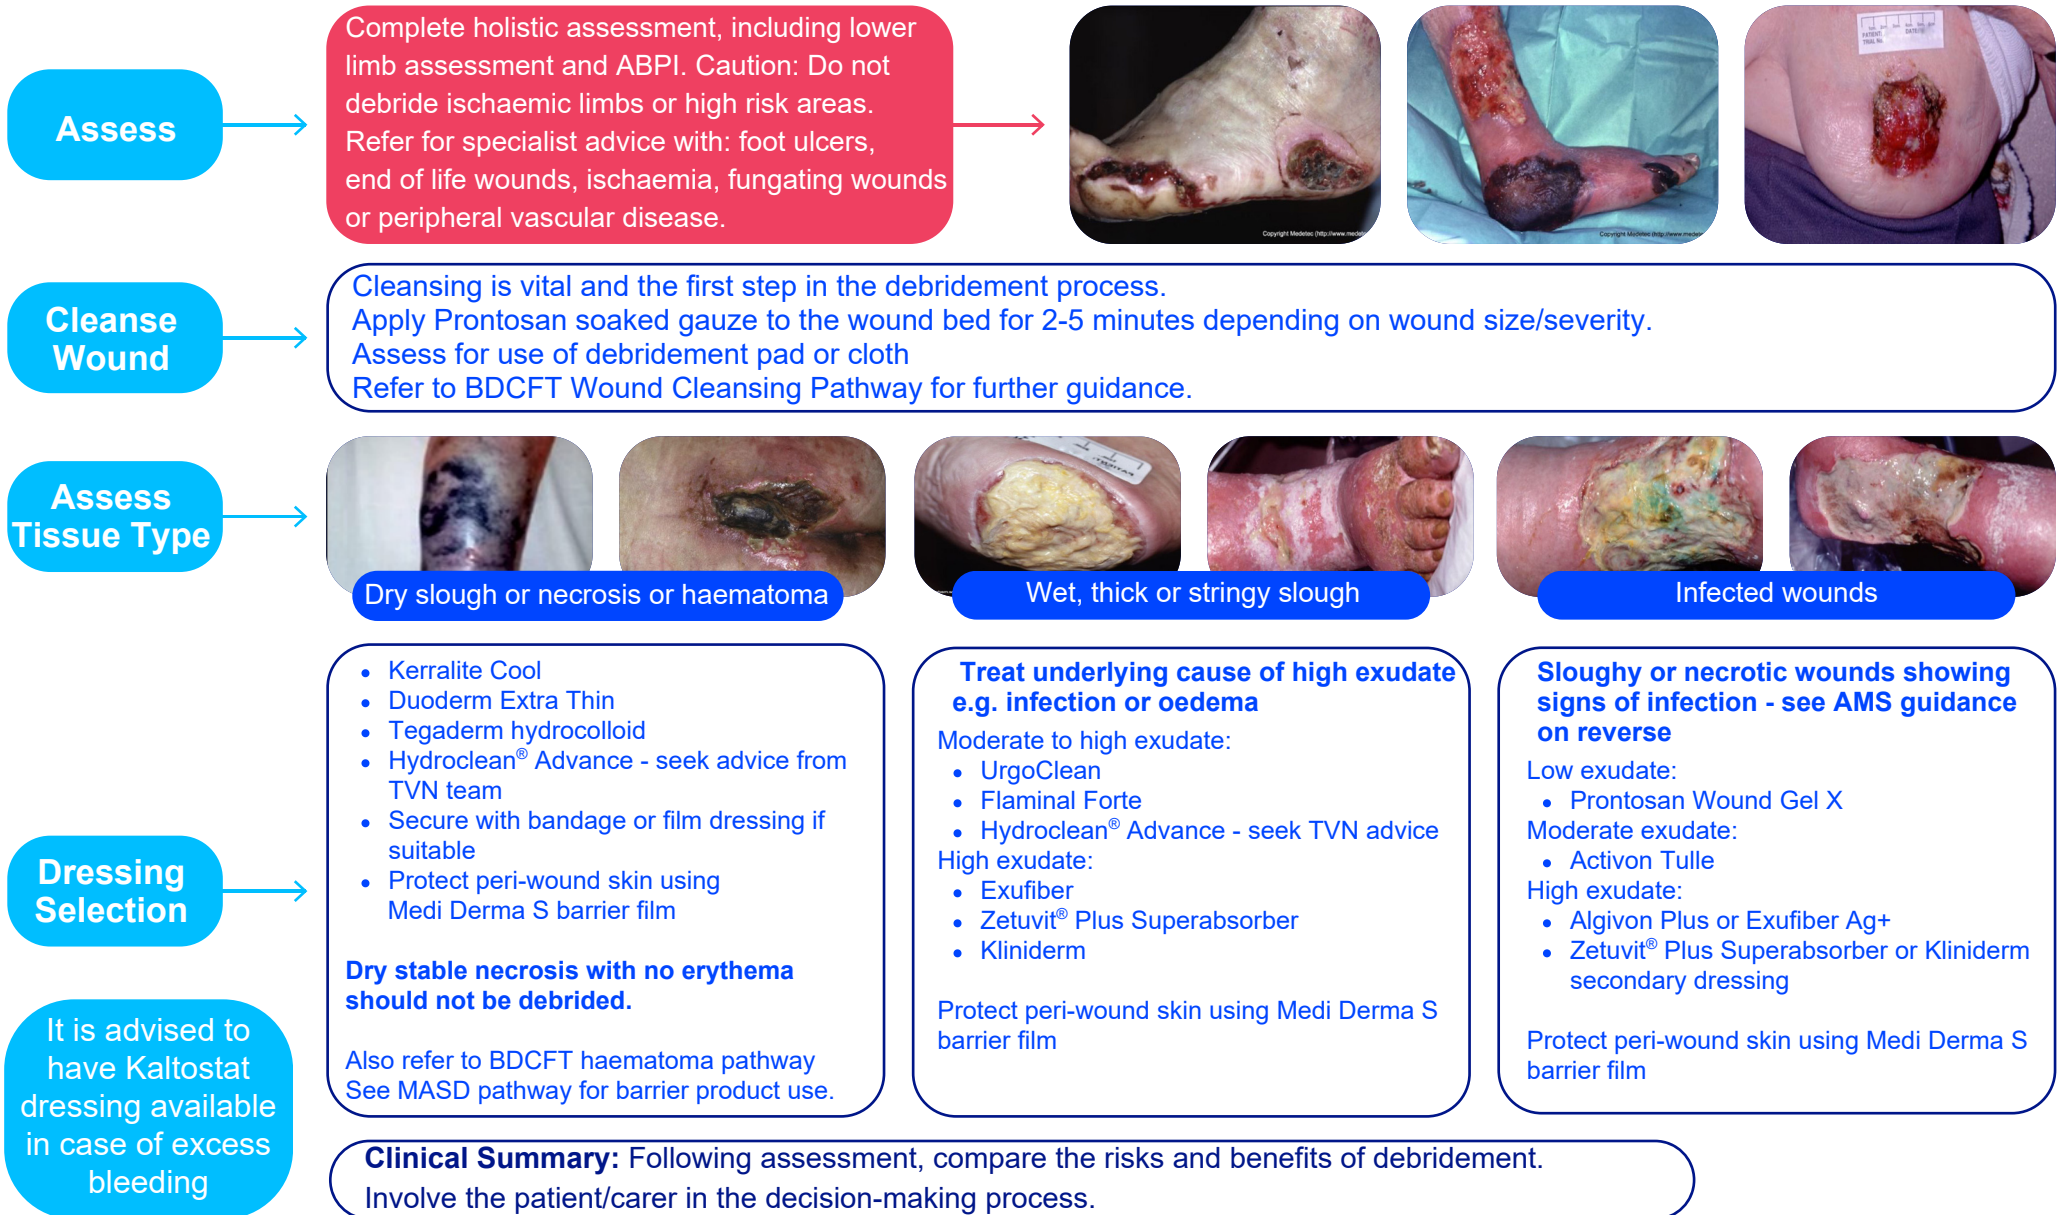 Assess
Complete holistic assessment, including lower
limb assessment and ABPI. Caution: Do not
debride ischaemic limbs or high risk areas.
Refer for specialist advice with: foot ulcers,
end of life wounds, ischaemia, fungating wounds
or peripheral vascular disease.
Copyright Medetec (http://www.medetec
Copyright Medetec (http://www.medetec
PATIENT:
DATE:
TRIAL No
Cleanse
Wound
Cleansing is vital and the first step in the debridement process.
Apply Prontosan soaked gauze to the wound bed for 2-5 minutes depending on wound size/severity.
Assess for use of debridement pad or cloth
Refer to BDCFT Wound Cleansing Pathway for further guidance.
Assess
Tissue Type
Dry slough or necrosis or haematoma
Wet, thick or stringy slough
Infected wounds
Dressing
Selection
• Kerralite Cool
• Duoderm Extra Thin
• Tegaderm hydrocolloid
• Hydroclean® Advance - seek advice from
TVN team
• Secure with bandage or film dressing if
suitable
• Protect peri-wound skin using
Medi Derma S barrier film
Dry stable necrosis with no erythema
should not be debrided.
Also refer to BDCFT haematoma pathway
See MASD pathway for barrier product use.
Treat underlying cause of high exudate
e.g. infection or oedema
Moderate to high exudate:
• UrgoClean
• Flaminal Forte
• Hydroclean® Advance - seek TVN advice
High exudate:
• Exufiber
• Zetuvit® Plus Superabsorber
• Kliniderm
Protect peri-wound skin using Medi Derma S
barrier film
Sloughy or necrotic wounds showing
signs of infection - see AMS guidance
on reverse
Low exudate:
• Prontosan Wound Gel X
Moderate exudate:
• Activon Tulle
High exudate:
• Algivon Plus or Exufiber Ag+
• Zetuvit® Plus Superabsorber or Kliniderm
secondary dressing
Protect peri-wound skin using Medi Derma S
barrier film
It is advised to
have Kaltostat
dressing available
in case of excess
bleeding
Clinical Summary: Following assessment, compare the risks and benefits of debridement.
Involve the patient/carer in the decision-making process.